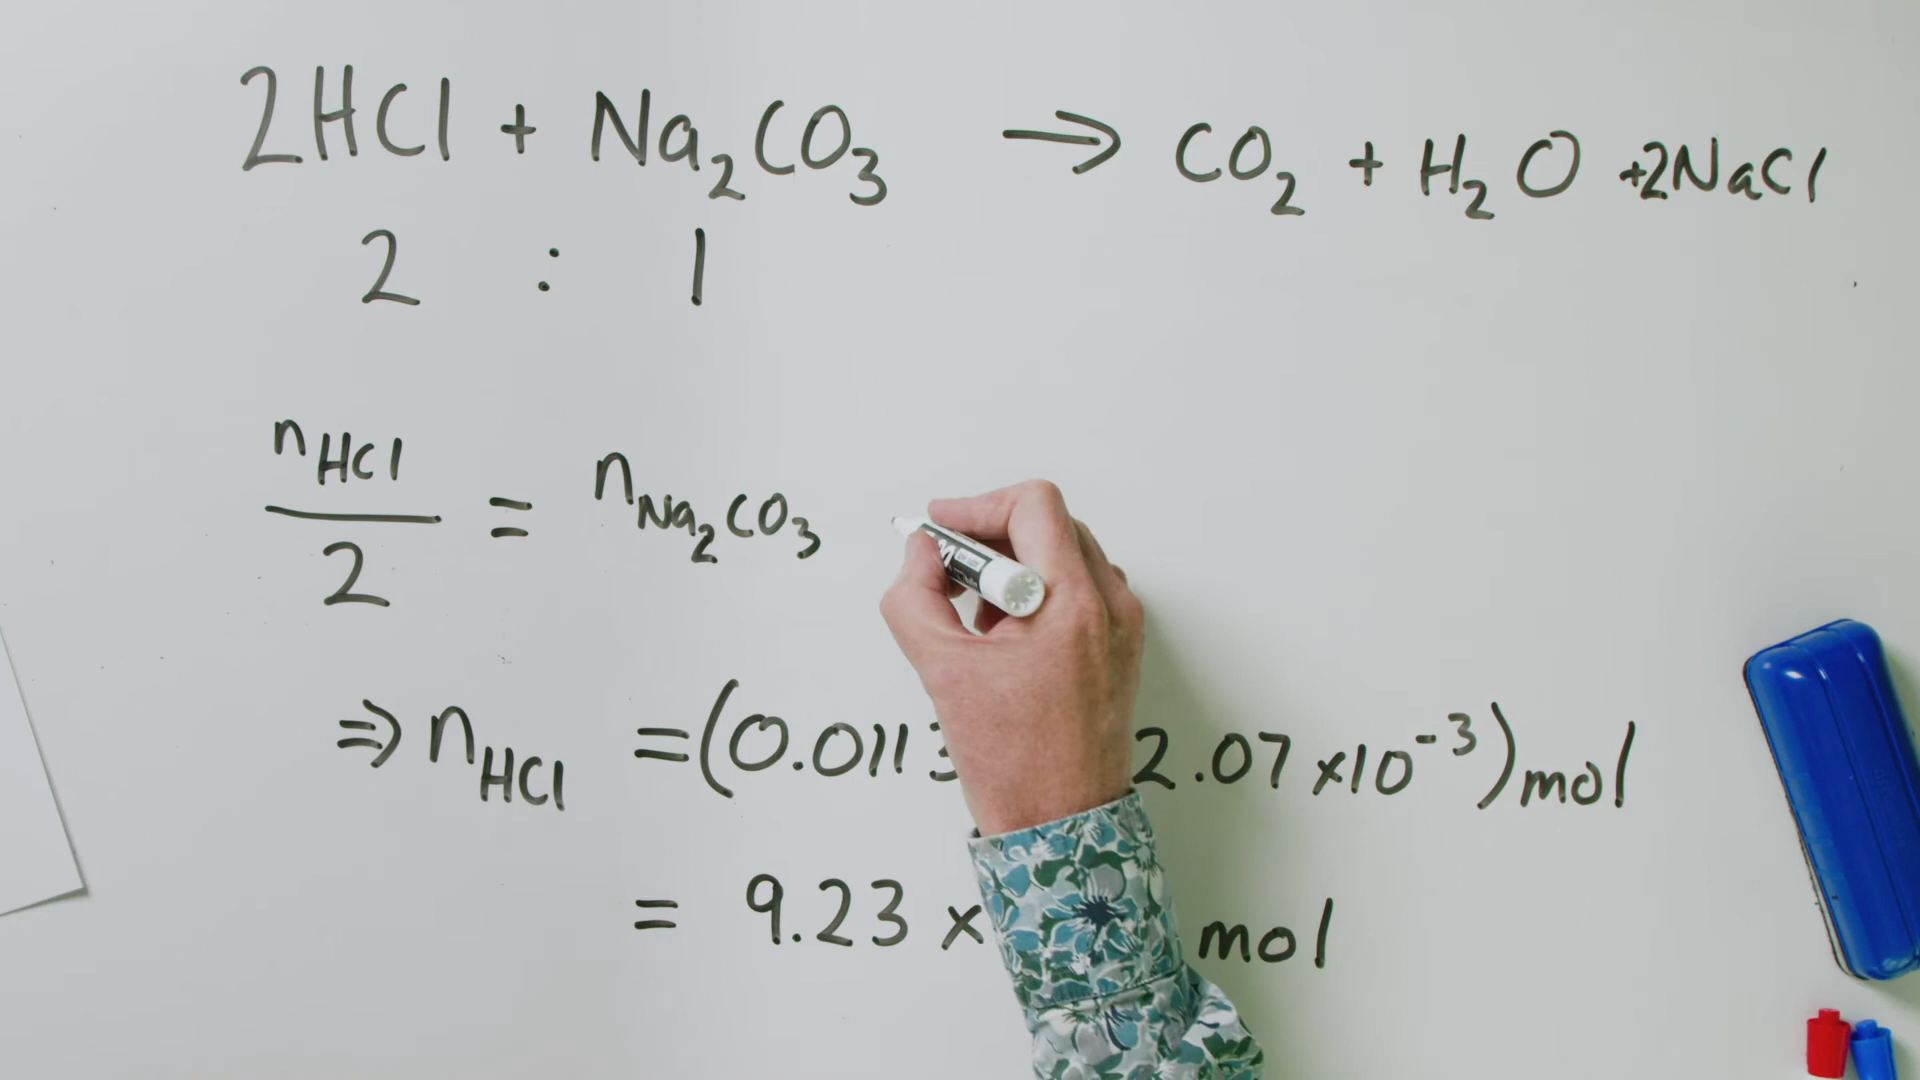 2HCl + Na₂CO₃ → CO₂ + H₂O +2NaCl
2 : 1
nHCl/2 = nNa₂CO₃
⇒ nHCl =(0.0113 2.07 ×10⁻³)mol
= 9.23 × mol